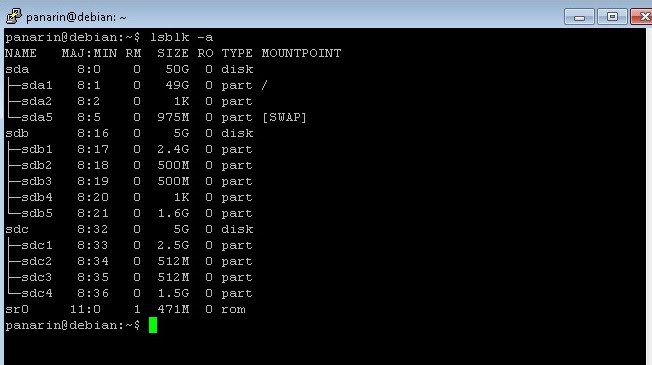 panarin@debian: ~
panarin@debian:~$ lsblk -a
NAME   MAJ:MIN RM  SIZE RO TYPE MOUNTPOINT
sda      8:0    0   50G  0 disk
├─sda1   8:1    0   49G  0 part /
├─sda2   8:2    0    1K  0 part
└─sda5   8:5    0  975M  0 part [SWAP]
sdb      8:16   0    5G  0 disk
├─sdb1   8:17   0  2.4G  0 part
├─sdb2   8:18   0  500M  0 part
├─sdb3   8:19   0  500M  0 part
├─sdb4   8:20   0    1K  0 part
└─sdb5   8:21   0  1.6G  0 part
sdc      8:32   0    5G  0 disk
├─sdc1   8:33   0  2.5G  0 part
├─sdc2   8:34   0  512M  0 part
├─sdc3   8:35   0  512M  0 part
└─sdc4   8:36   0  1.5G  0 part
sr0     11:0    1  471M  0 rom
panarin@debian:~$